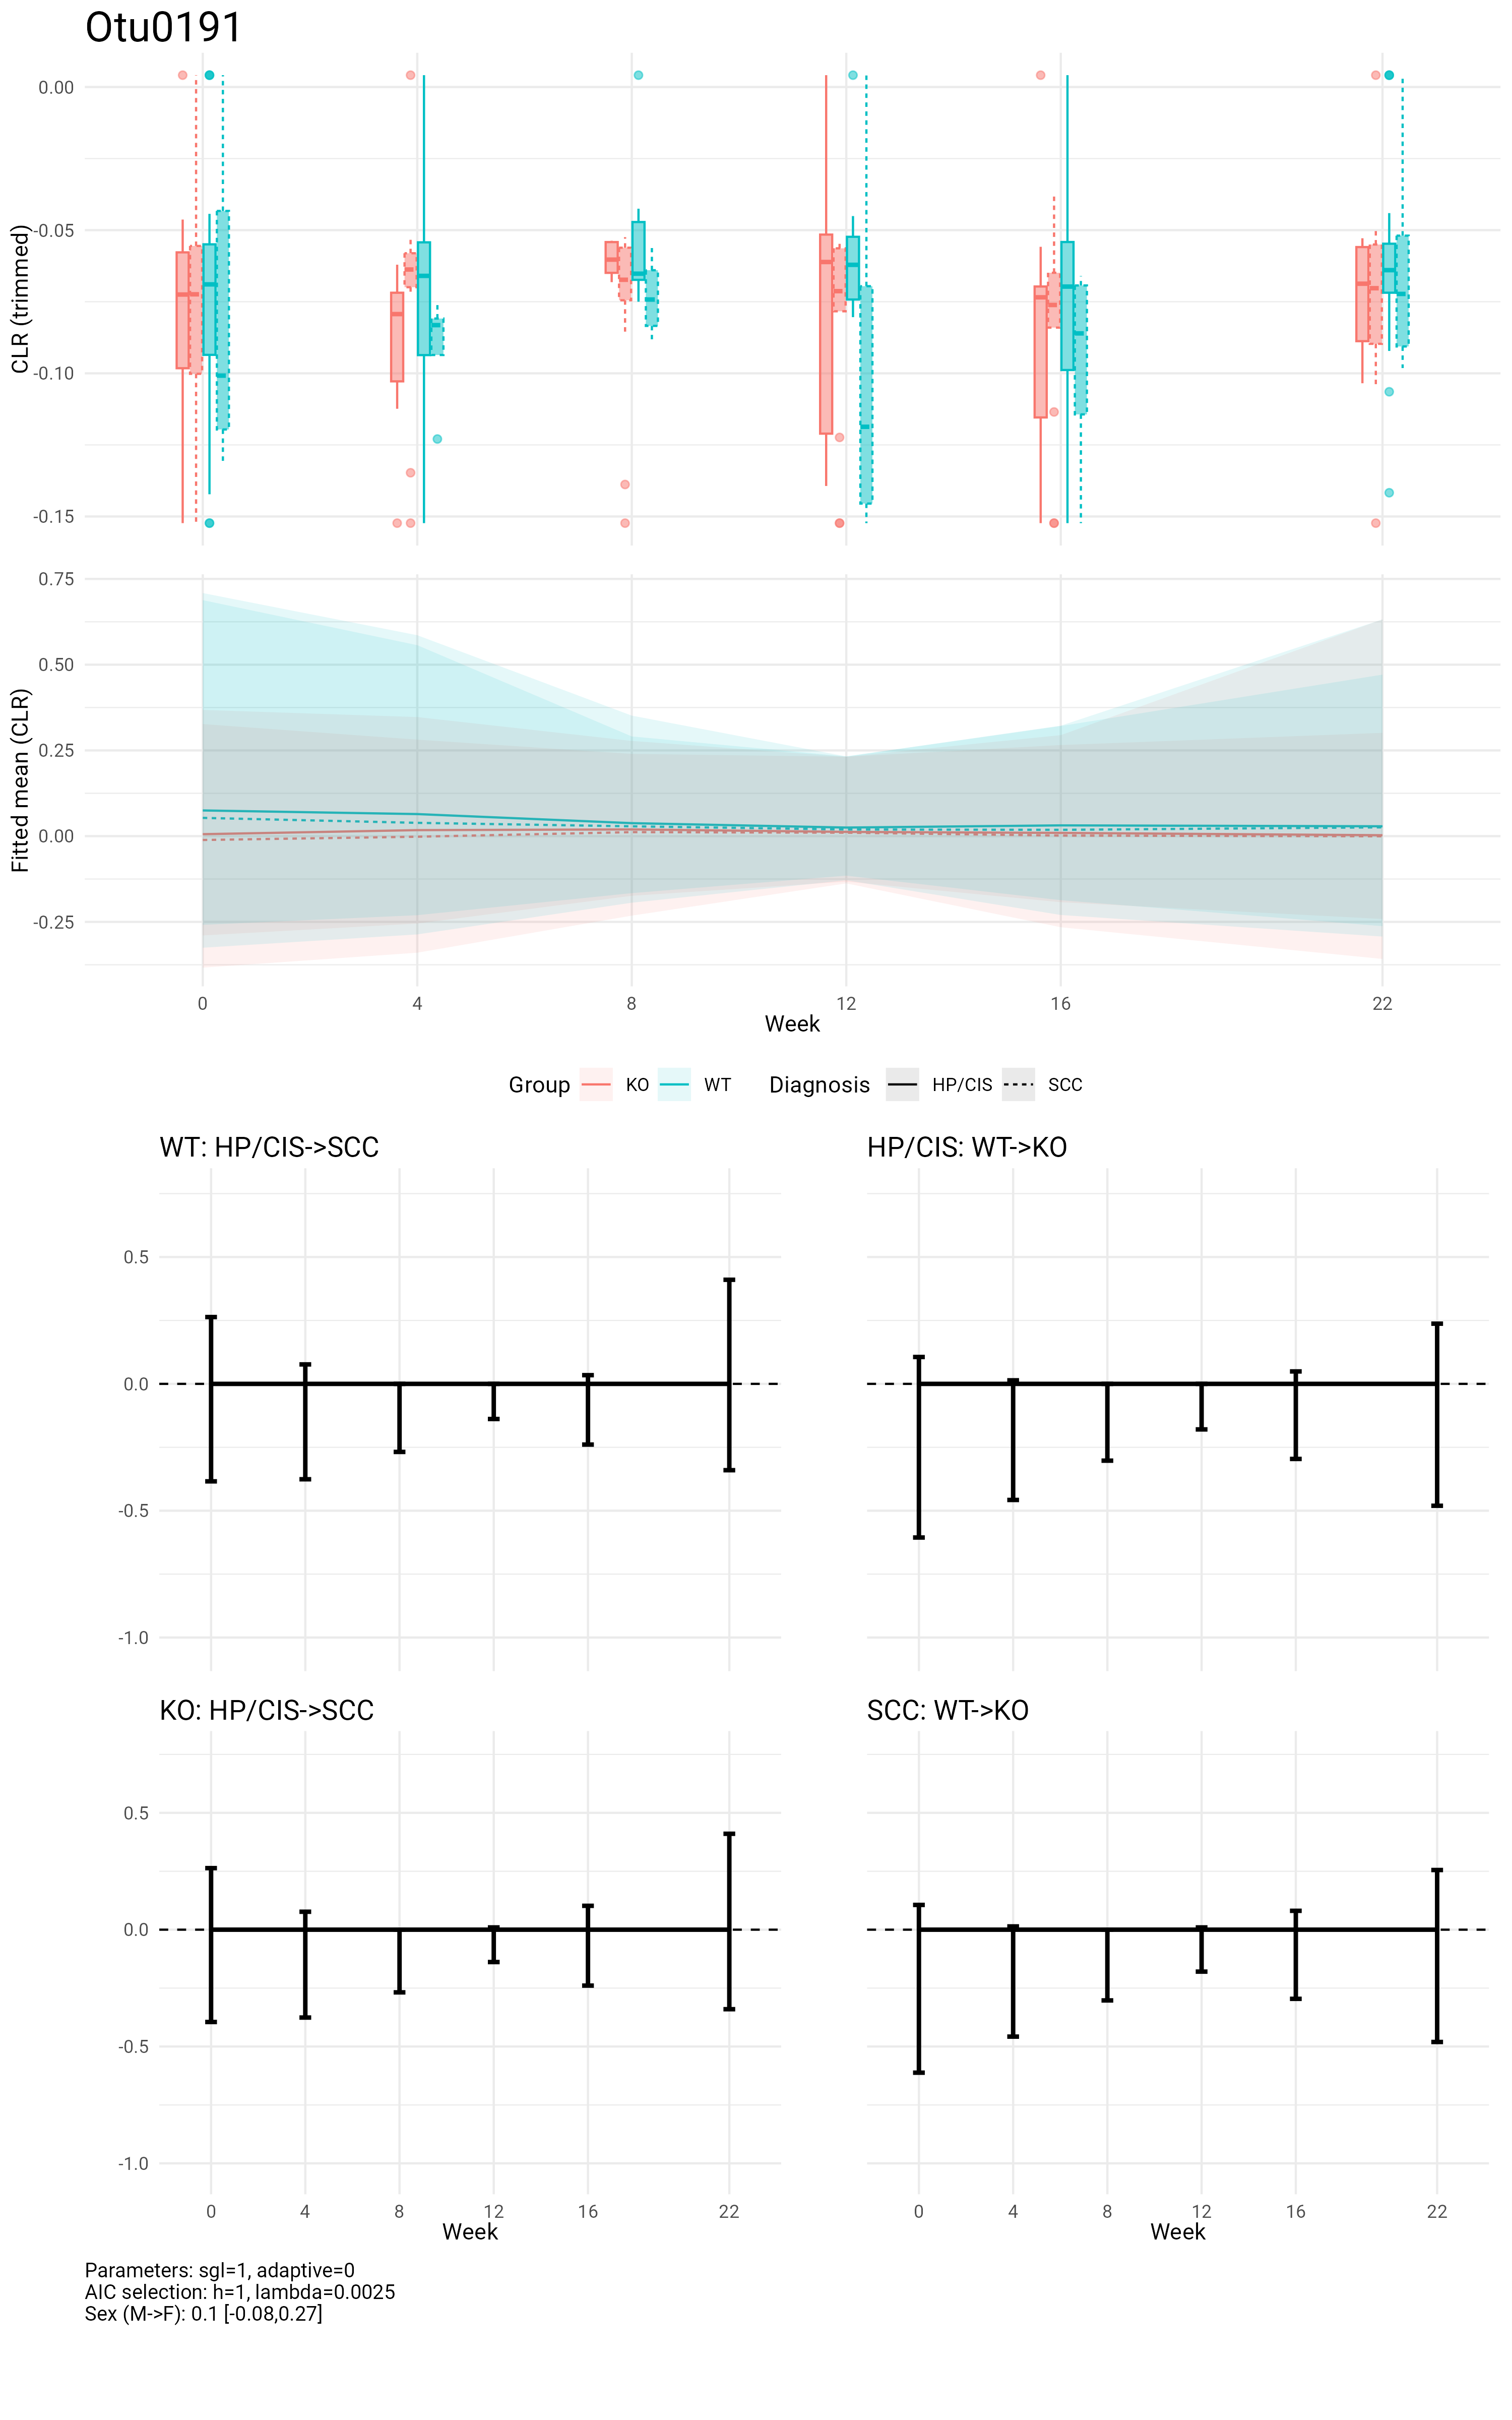 Otu0191
CLR (trimmed)
0.00
-0.05
-0.10
-0.15
Fitted mean (CLR)
0.75
0.50
0.25
0.00
-0.25
0 4 8 12 16 22
Week
Group KO WT Diagnosis HP/CIS SCC
WT: HP/CIS->SCC
HP/CIS: WT->KO
0.5
0.0
-0.5
-1.0
KO: HP/CIS->SCC
SCC: WT->KO
0.5
0.0
-0.5
-1.0
0 4 8 12 16 22
0 4 8 12 16 22
Week
Week
Parameters: sgl=1, adaptive=0
AIC selection: h=1, lambda=0.0025
Sex (M->F): 0.1 [-0.08,0.27]